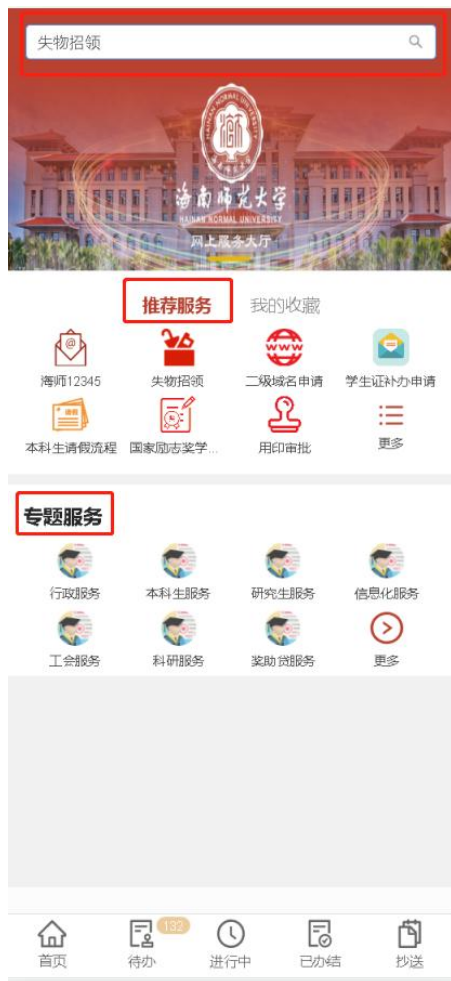 失物招领
海南师范大学
HAINAN NORMAL UNIVERSITY
网上服务大厅
推荐服务 我的收藏
海师12345 失物招领 二级域名申请 学生证补办申请
本科生请假流程 国家励志奖学... 用印审批 更多
专题服务
行政服务 本科生服务 研究生服务 信息化服务
工会服务 科研服务 奖助贷服务 更多
132
首页 待办 进行中 已办结 抄送